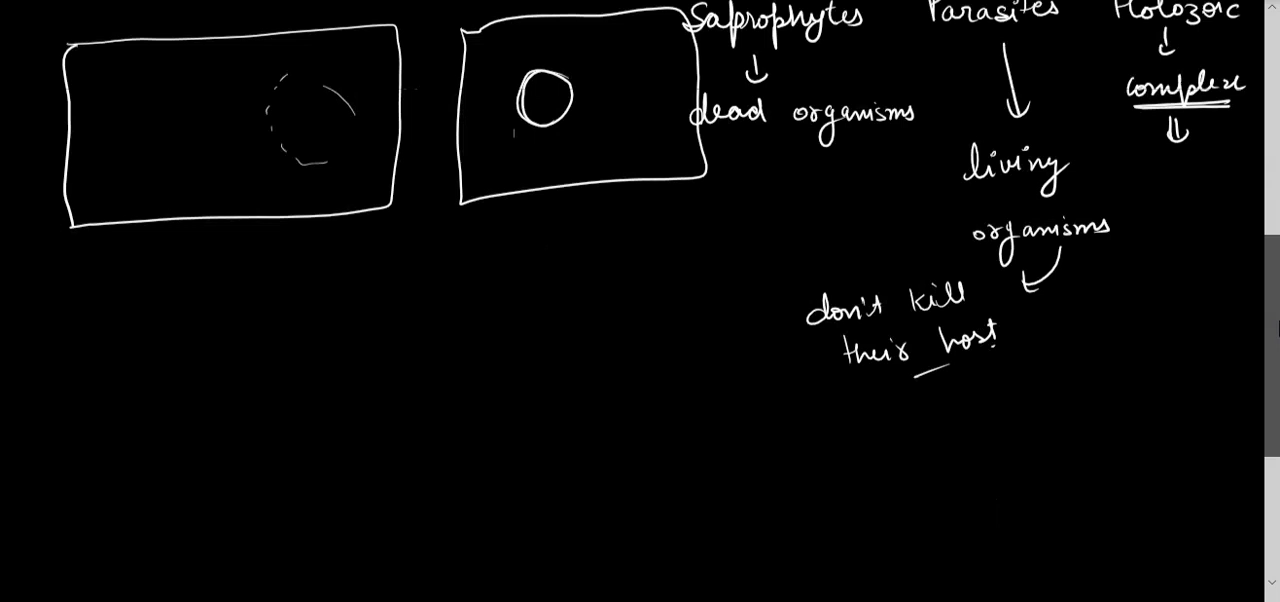 Saprophytes Parasites Holozoic
complex
dead organisms
living
organisms
don't kill
their host